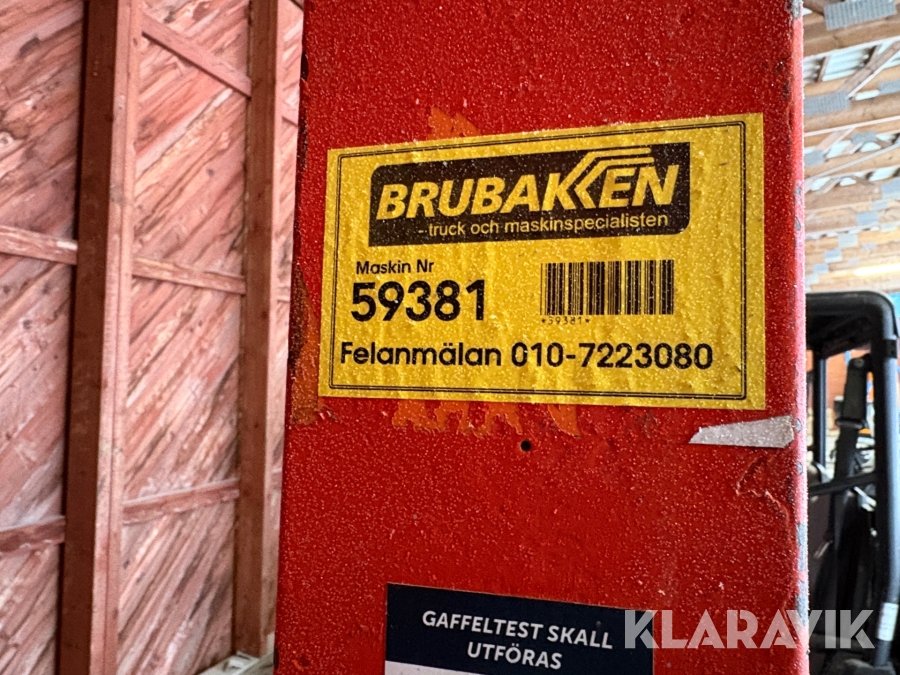 BRUBAKKEN
- truck och maskinspecialisten
Maskin Nr
59381
*59381*
Felanmälan 010-7223080
GAFFELTEST SKALL
UTFÖRAS
KLARAVIK